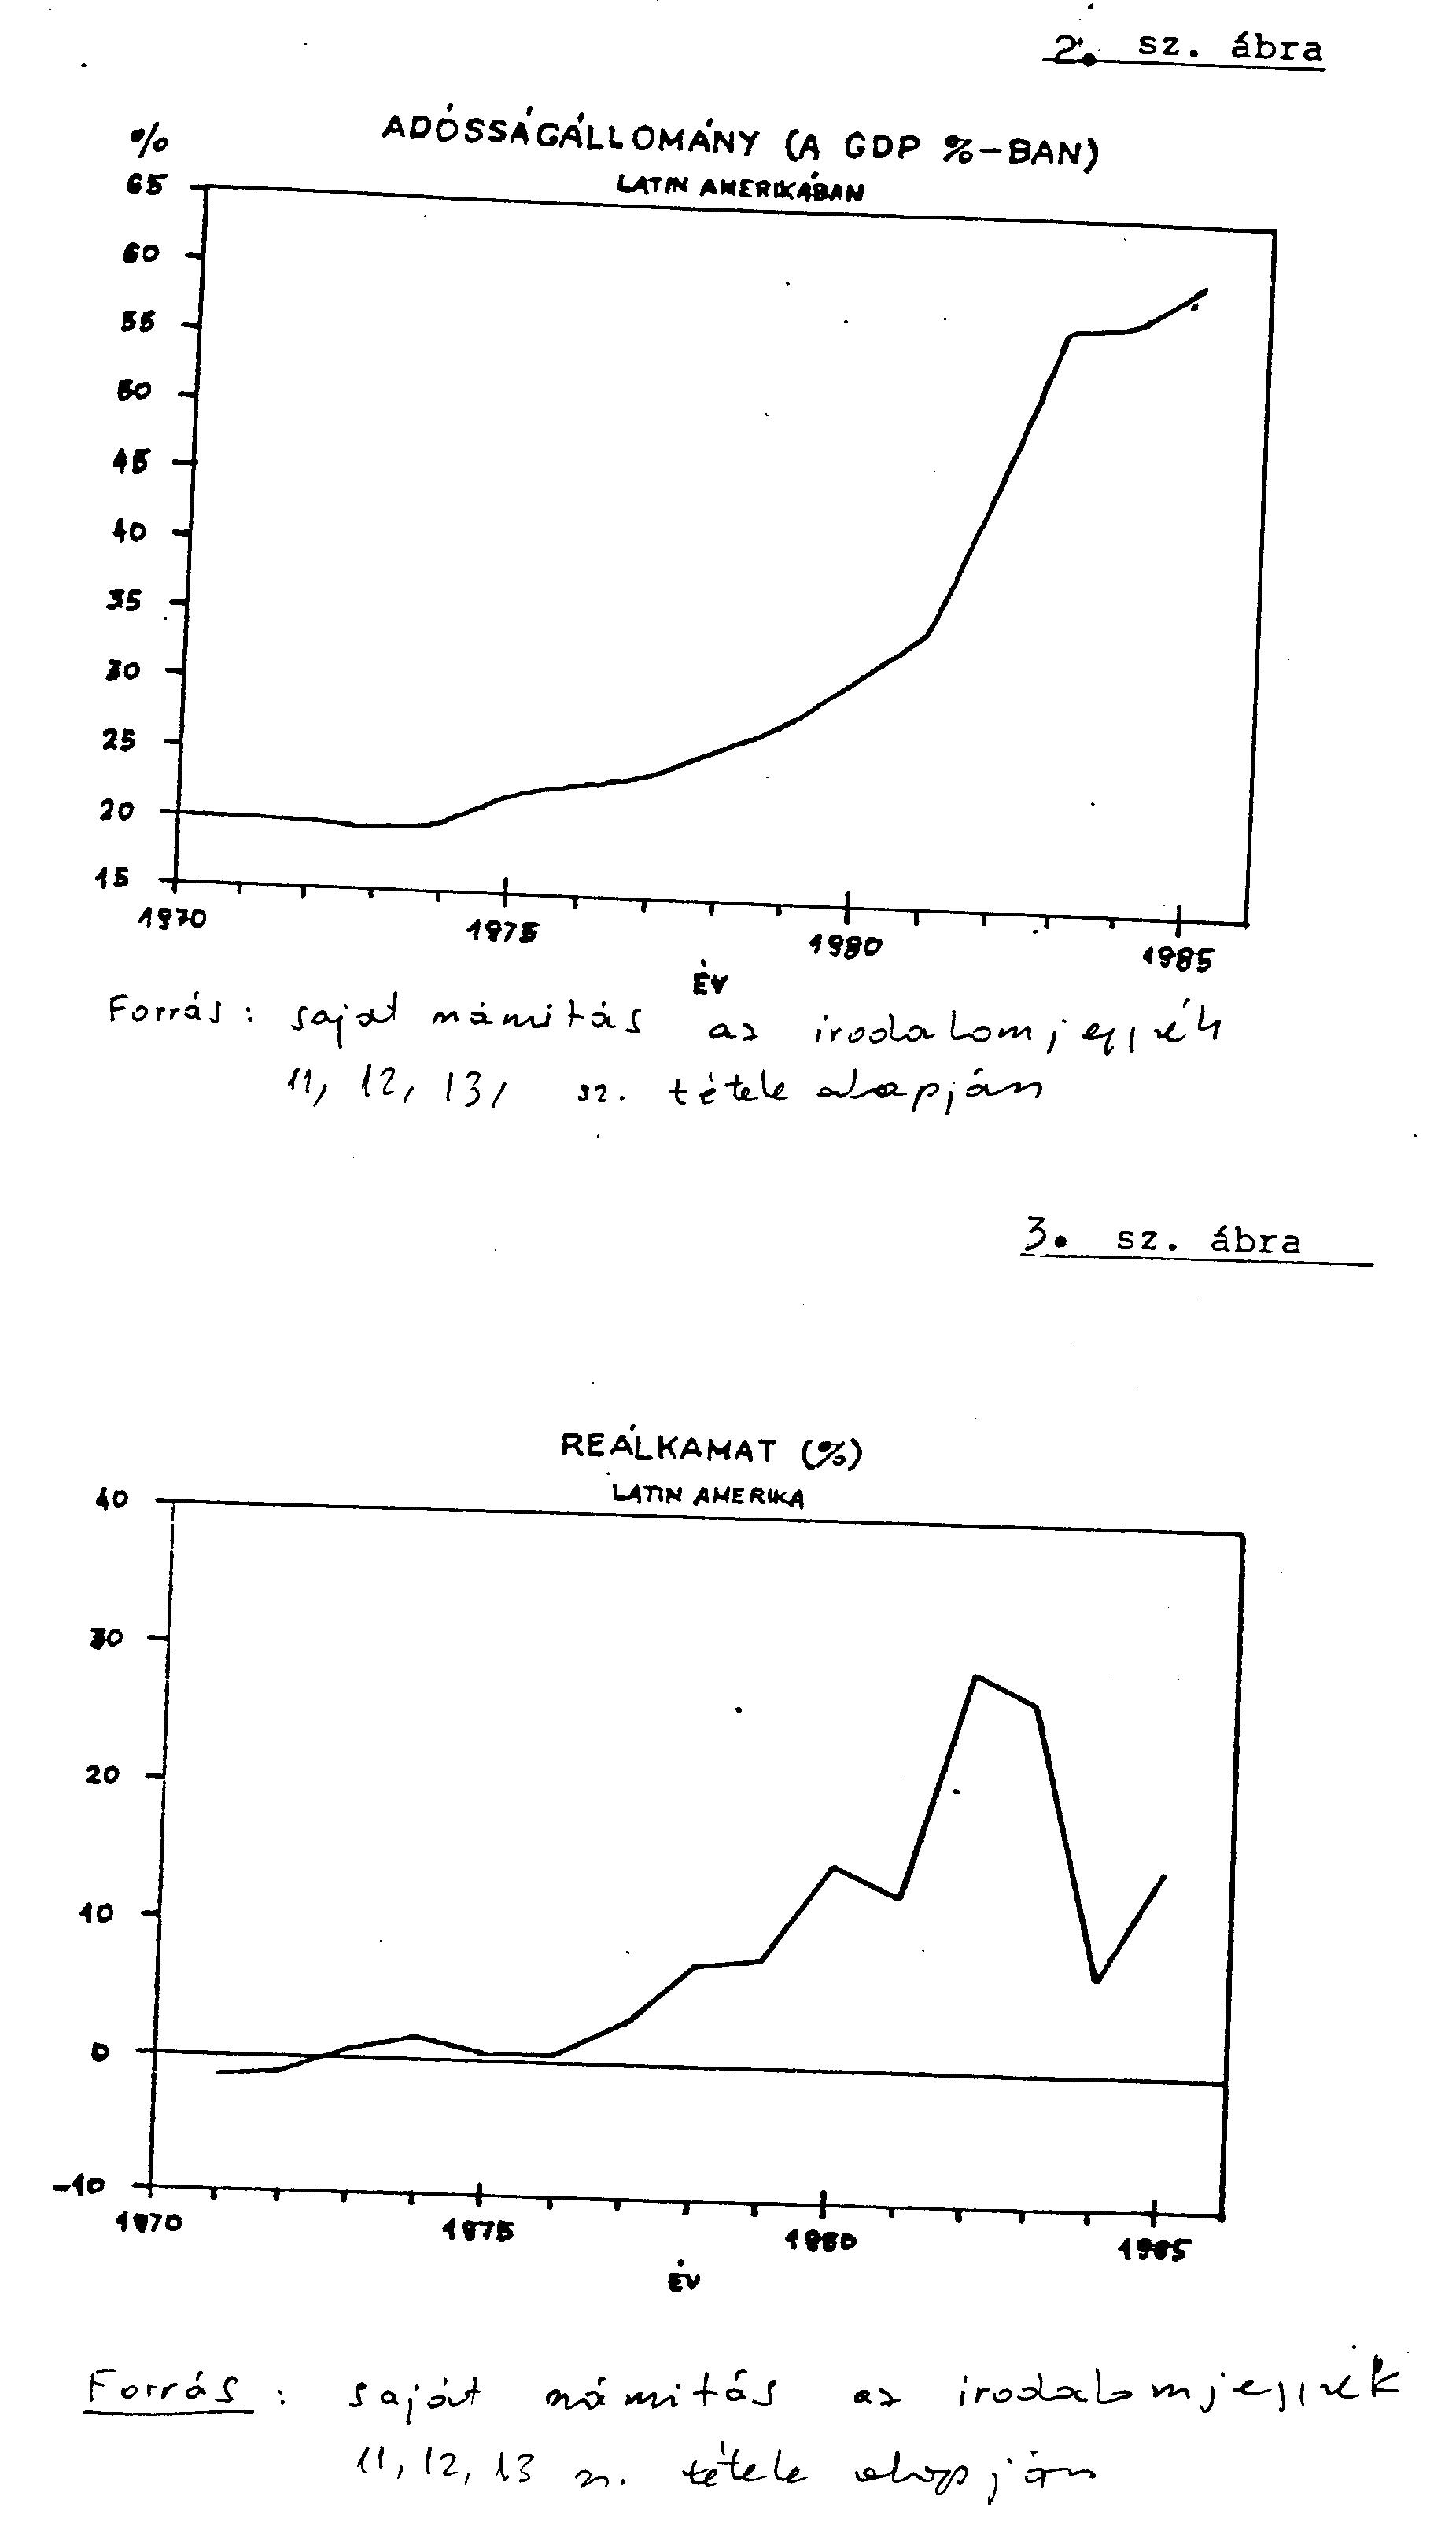 2. sz. ábra
ADÓSSÁGÁLLOMÁNY (A GDP %-BAN)
LATIN AMERIKÁBAN
%
65
60
55
50
45
40
35
30
25
20
15
1970 1975 1980 1985
ÉV
Forrás: saját számítás az irodalomjegyzék
11, 12, 13, sz. tétele alapján
3. sz. ábra
REÁLKAMAT (%)
LATIN AMERIKA
40
30
20
10
0
-10
1970 1975 1980 1985
ÉV
Forrás: saját számítás az irodalomjegyzék
11, 12, 13 sz. tétele alapján